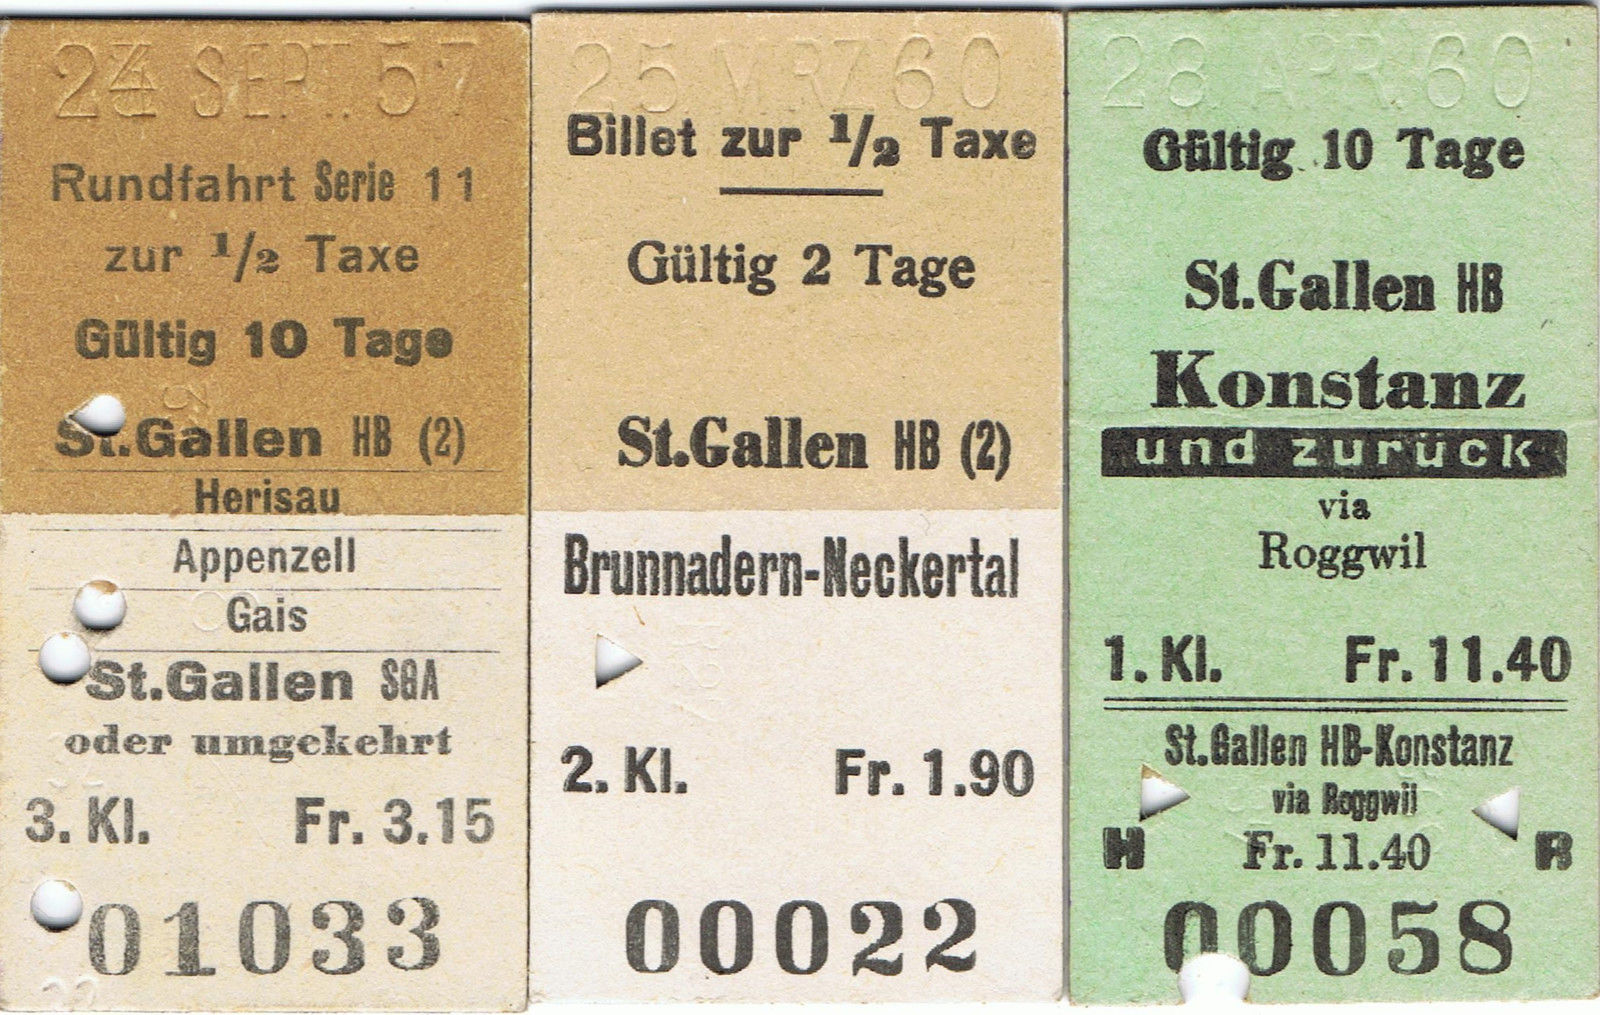 24 SEPT. 57
Rundfahrt Serie 11
zur 1/2 Taxe
Gültig 10 Tage
St.Gallen HB (2)
Herisau
Appenzell
Gais
St.Gallen SGA
oder umgekehrt
3. Kl. Fr. 3.15
01033
25 MRZ 60
Billet zur 1/2 Taxe
Gültig 2 Tage
St.Gallen HB (2)
Brunnadern-Neckertal
2. Kl. Fr. 1.90
00022
28 APR. 60
Gültig 10 Tage
St.Gallen HB
Konstanz
und zurück
via
Roggwil
1. Kl. Fr. 11.40
St.Gallen HB-Konstanz
via Roggwil
H Fr. 11.40 R
00058